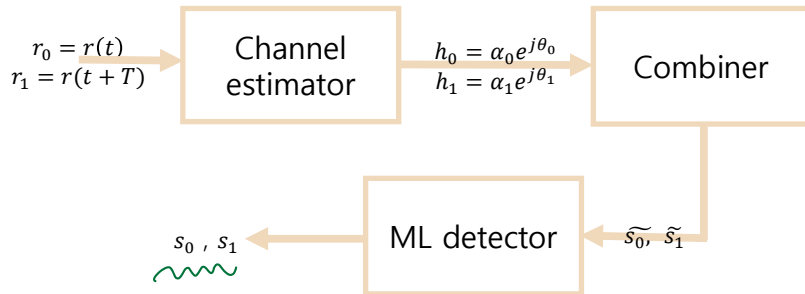 r₀ = r(t)
r₁ = r(t + T)
Channel
estimator
h₀ = α₀e^{jθ₀}
h₁ = α₁e^{jθ₁}
Combiner
s̃₀, s̃₁
ML detector
s₀ , s₁